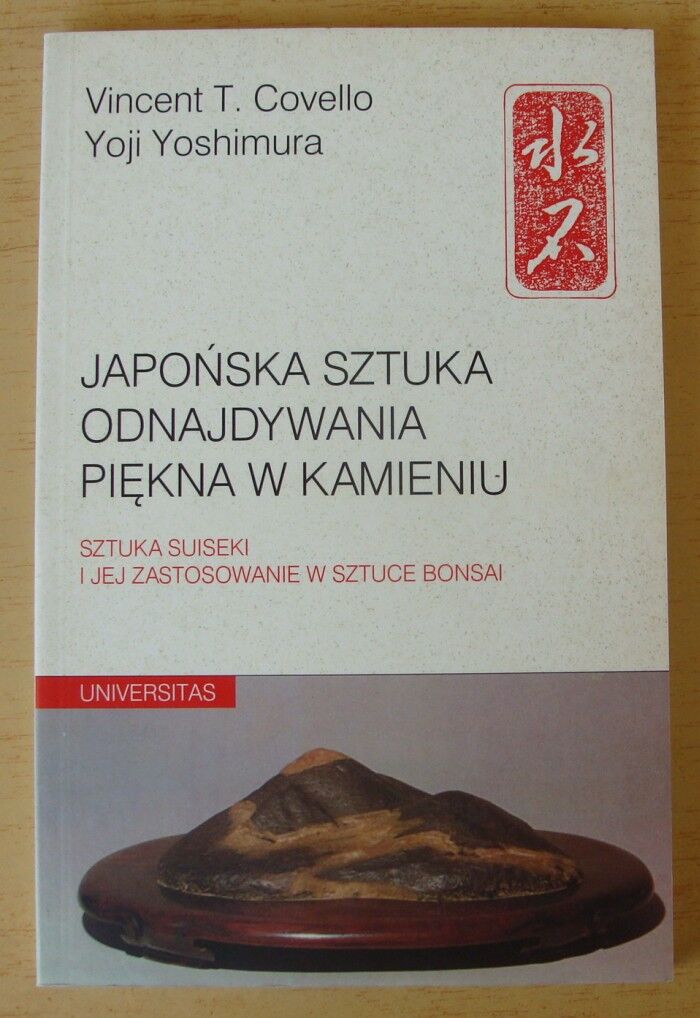 Vincent T. Covello
Yoji Yoshimura
水石
JAPOŃSKA SZTUKA
ODNAJDYWANIA
PIĘKNA W KAMIENIU
SZTUKA SUISEKI
I JEJ ZASTOSOWANIE W SZTUCE BONSAI
UNIVERSITAS